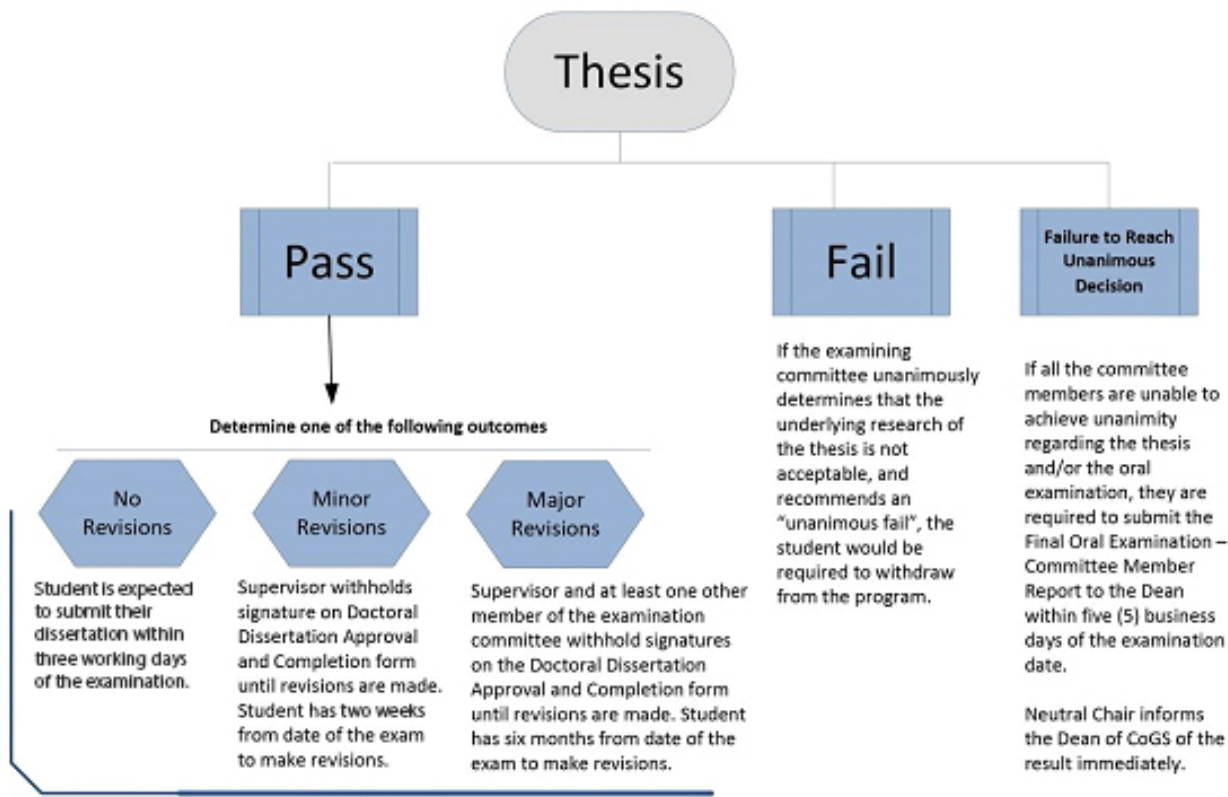 Thesis
Pass
Fail
Failure to Reach
Unanimous
Decision
Determine one of the following outcomes
No
Revisions
Student is expected
to submit their
dissertation within
three working days
of the examination.
Minor
Revisions
Supervisor withholds
signature on Doctoral
Dissertation Approval
and Completion form
until revisions are made.
Student has two weeks
from date of the exam
to make revisions.
Major
Revisions
Supervisor and at least one other
member of the examination
committee withhold signatures
on the Doctoral Dissertation
Approval and Completion form
until revisions are made. Student
has six months from date of the
exam to make revisions.
If the examining
committee unanimously
determines that the
underlying research of
the thesis is not
acceptable, and
recommends an
“unanimous fail”, the
student would be
required to withdraw
from the program.
If all the committee
members are unable to
achieve unanimity
regarding the thesis
and/or the oral
examination, they are
required to submit the
Final Oral Examination –
Committee Member
Report to the Dean
within five (5) business
days of the examination
date.
Neutral Chair informs
the Dean of CoGS of the
result immediately.